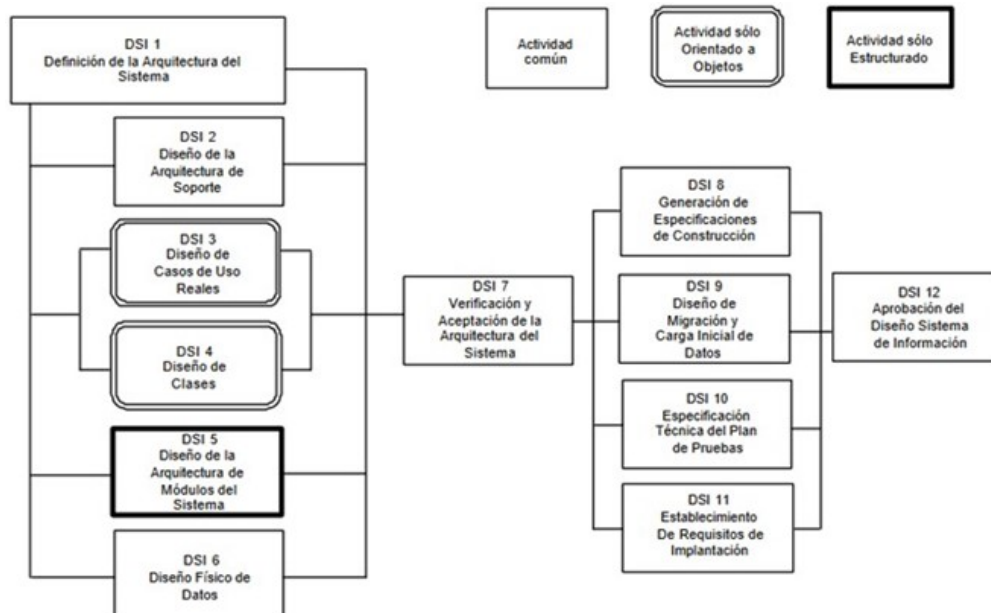 DSI 1
Definición de la Arquitectura del
Sistema
Actividad
común
Actividad sólo
Orientado a
Objetos
Actividad sólo
Estructurado
DSI 2
Diseño de la
Arquitectura de
Soporte
DSI 3
Diseño de
Casos de Uso
Reales
DSI 4
Diseño de
Clases
DSI 5
Diseño de la
Arquitectura de
Módulos del
Sistema
DSI 6
Diseño Físico de
Datos
DSI 7
Verificación y
Aceptación de la
Arquitectura del
Sistema
DSI 8
Generación de
Especificaciones
de Construcción
DSI 9
Diseño de
Migración y
Carga Inicial de
Datos
DSI 10
Especificación
Técnica del Plan
de Pruebas
DSI 11
Establecimiento
De Requisitos de
Implantación
DSI 12
Aprobación del
Diseño Sistema
de Información